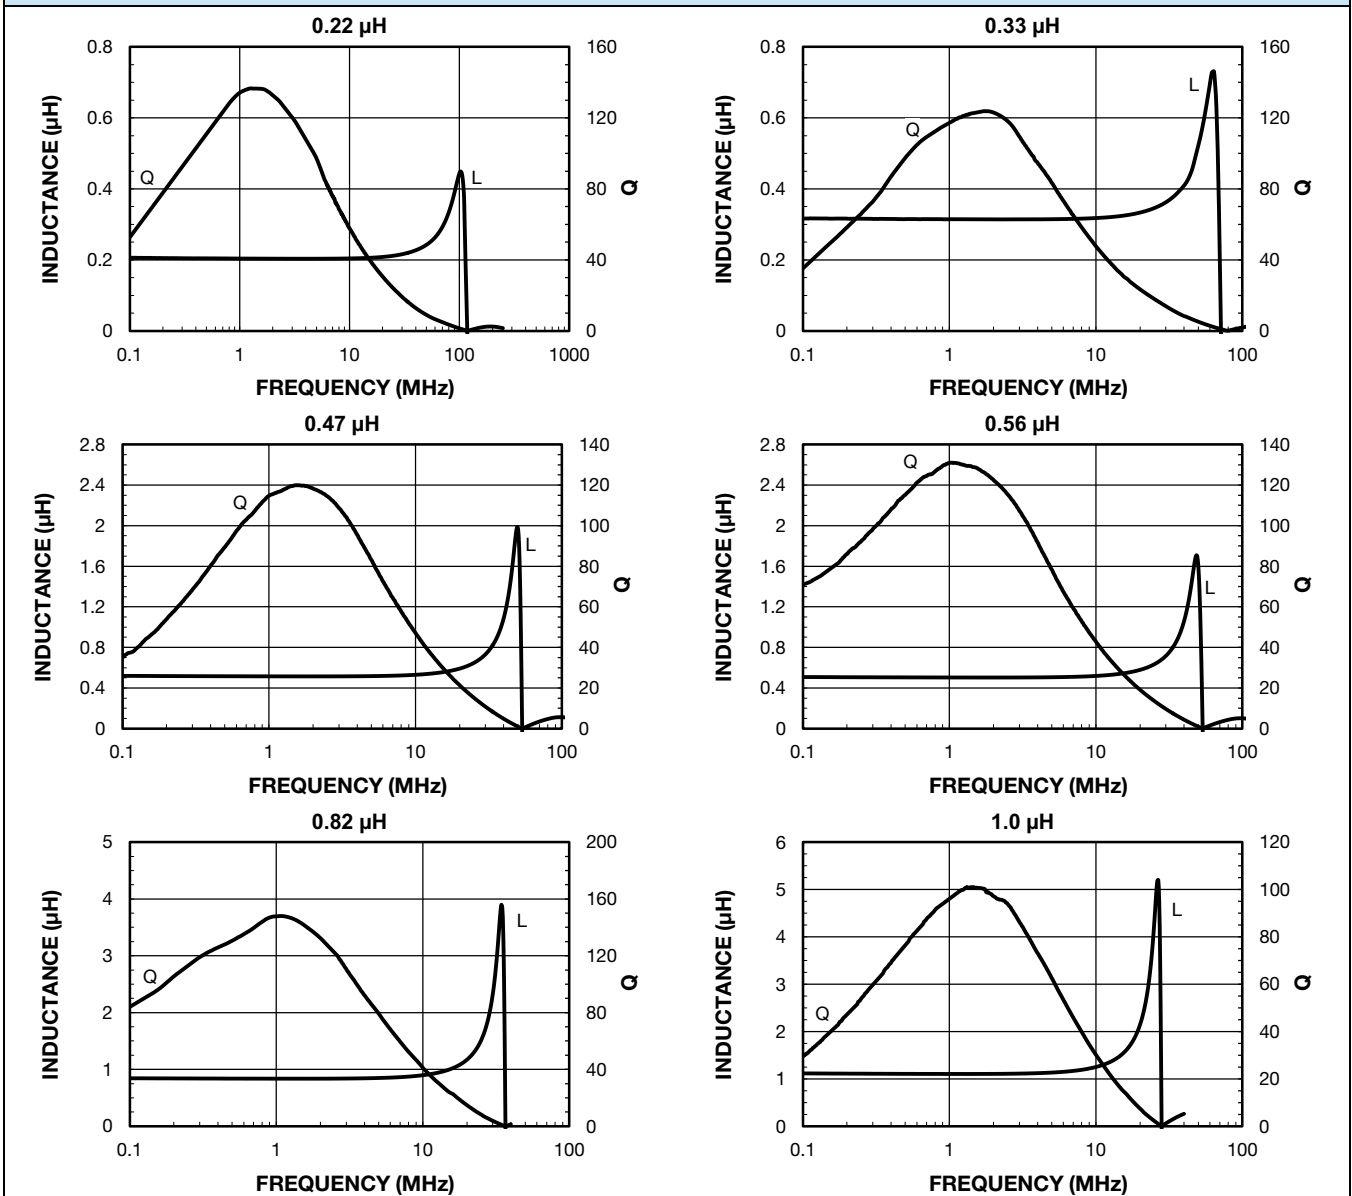 0.22 µH
0.8
0.6
0.4
0.2
0
160
120
80
40
0
0.1 1 10 100 1000
INDUCTANCE (µH)
Q
Q
L
FREQUENCY (MHz)
0.33 µH
0.8
0.6
0.4
0.2
0
160
120
80
40
0
0.1 1 10 100
INDUCTANCE (µH)
Q
Q
L
FREQUENCY (MHz)
0.47 µH
2.8
2.4
2
1.6
1.2
0.8
0.4
0
140
120
100
80
60
40
20
0
0.1 1 10 100
INDUCTANCE (µH)
Q
Q
L
FREQUENCY (MHz)
0.56 µH
2.8
2.4
2
1.6
1.2
0.8
0.4
0
140
120
100
80
60
40
20
0
0.1 1 10 100
INDUCTANCE (µH)
Q
Q
L
FREQUENCY (MHz)
0.82 µH
5
4
3
2
1
0
200
160
120
80
40
0
0.1 1 10 100
INDUCTANCE (µH)
Q
Q
L
FREQUENCY (MHz)
1.0 µH
6
5
4
3
2
1
0
120
100
80
60
40
20
0
0.1 1 10 100
INDUCTANCE (µH)
Q
Q
L
FREQUENCY (MHz)